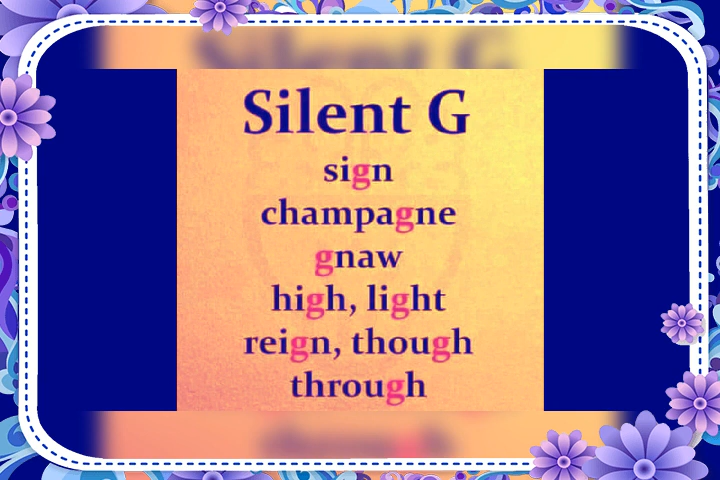 Silent G
sign
champagne
gnaw
high, light
reign, though
through